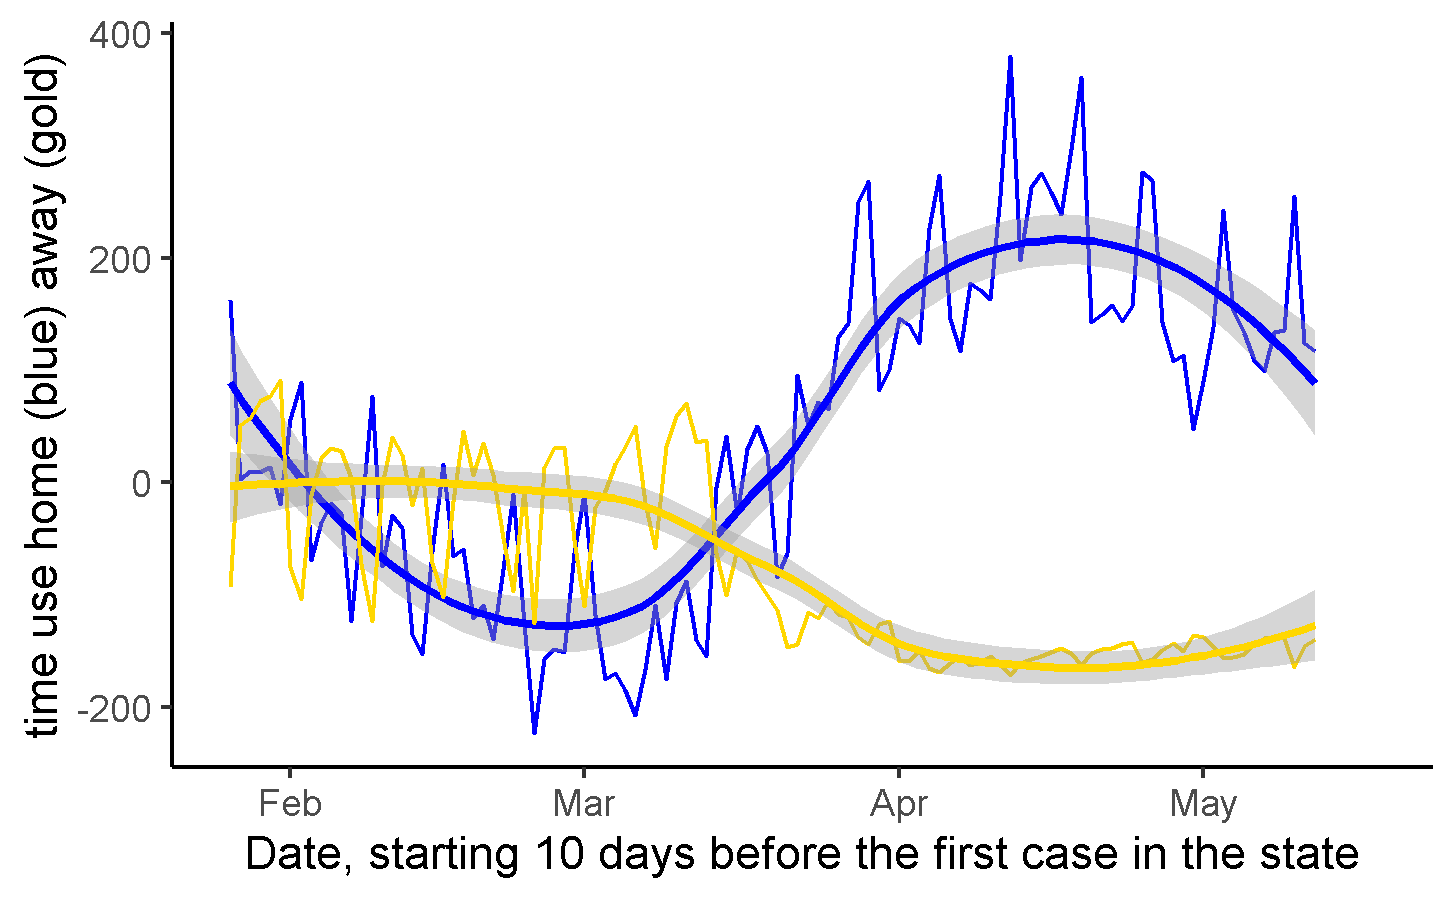 time use home (blue) away (gold)
400
200
0
-200
Feb Mar Apr May
Date, starting 10 days before the first case in the state